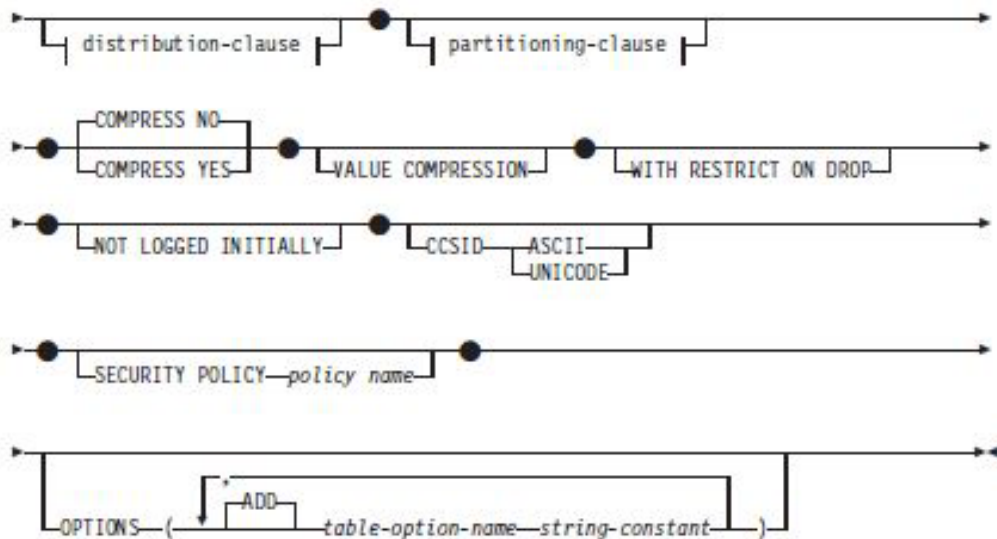 distribution-clause partitioning-clause
COMPRESS NO
COMPRESS YES VALUE COMPRESSION WITH RESTRICT ON DROP
NOT LOGGED INITIALLY CCSID ASCII
UNICODE
SECURITY POLICY policy name
,
ADD
OPTIONS ( table-option-name string-constant )